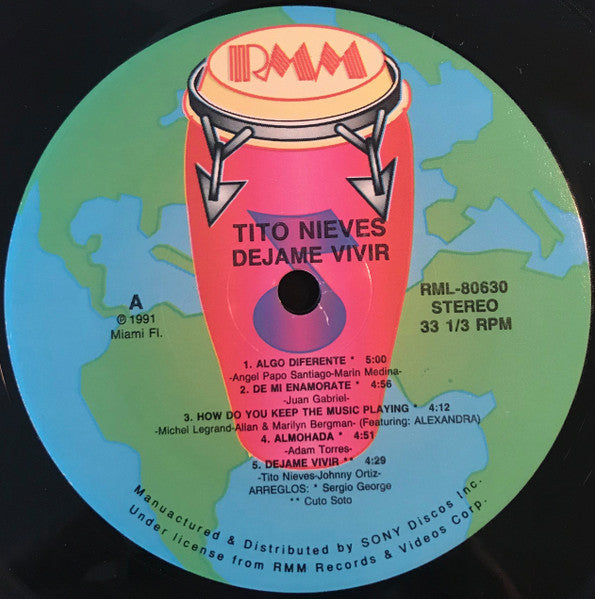 RMM
TITO NIEVES
DEJAME VIVIR
A
℗ 1991
Miami Fl.
RML-80630
STEREO
33 1/3 RPM
1. ALGO DIFERENTE * 5:00
-Angel Papo Santiago-Marin Medina-
2. DE MI ENAMORATE * 4:56
-Juan Gabriel-
3. HOW DO YOU KEEP THE MUSIC PLAYING * 4:12
-Michel Legrand-Allan & Marilyn Bergman- (Featuring: ALEXANDRA)
4. ALMOHADA * 4:51
-Adam Torres-
5. DEJAME VIVIR ** 4:29
-Tito Nieves-Johnny Ortiz-
ARREGLOS: * Sergio George
** Cuto Soto
Manuactured & Distributed by SONY Discos Inc.
Under license from RMM Records & Videos Corp.